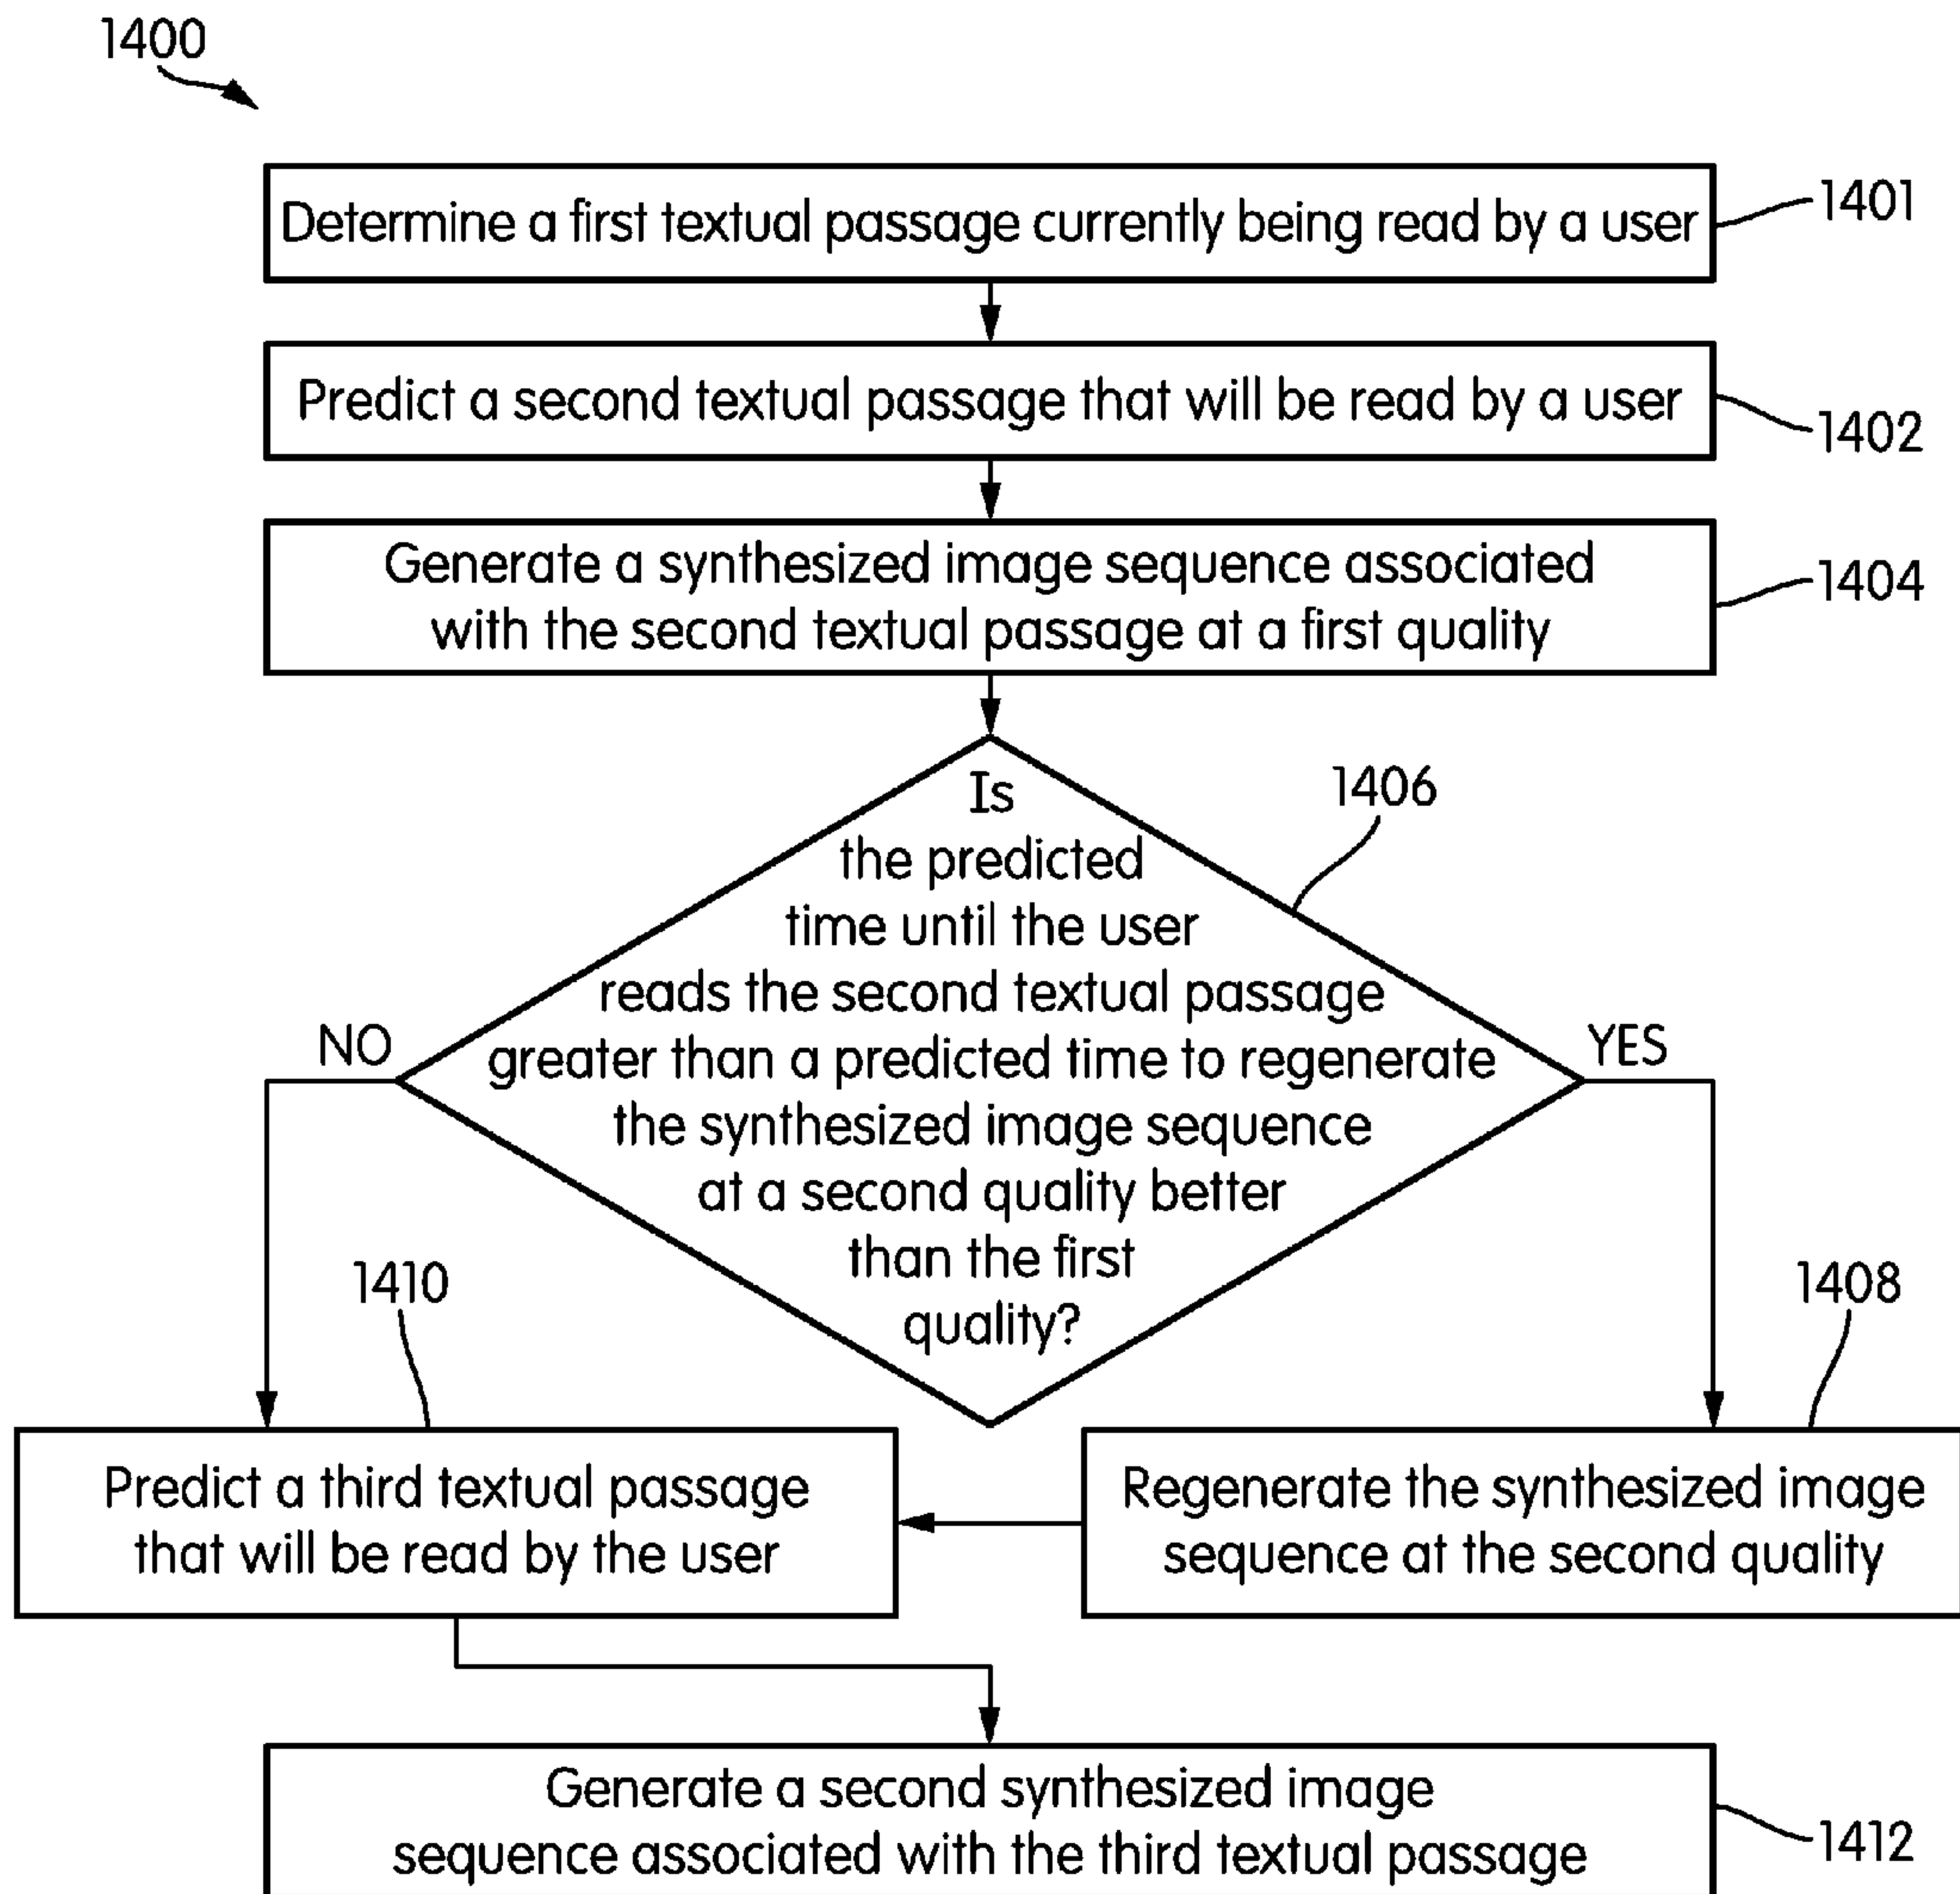 1400
Determine a first textual passage currently being read by a user
1401
Predict a second textual passage that will be read by a user
1402
Generate a synthesized image sequence associated
with the second textual passage at a first quality
1404
Is
the predicted
time until the user
reads the second textual passage
greater than a predicted time to regenerate
the synthesized image sequence
at a second quality better
than the first
quality?
1406
NO
YES
1410
1408
Predict a third textual passage
that will be read by the user
Regenerate the synthesized image
sequence at the second quality
Generate a second synthesized image
sequence associated with the third textual passage
1412